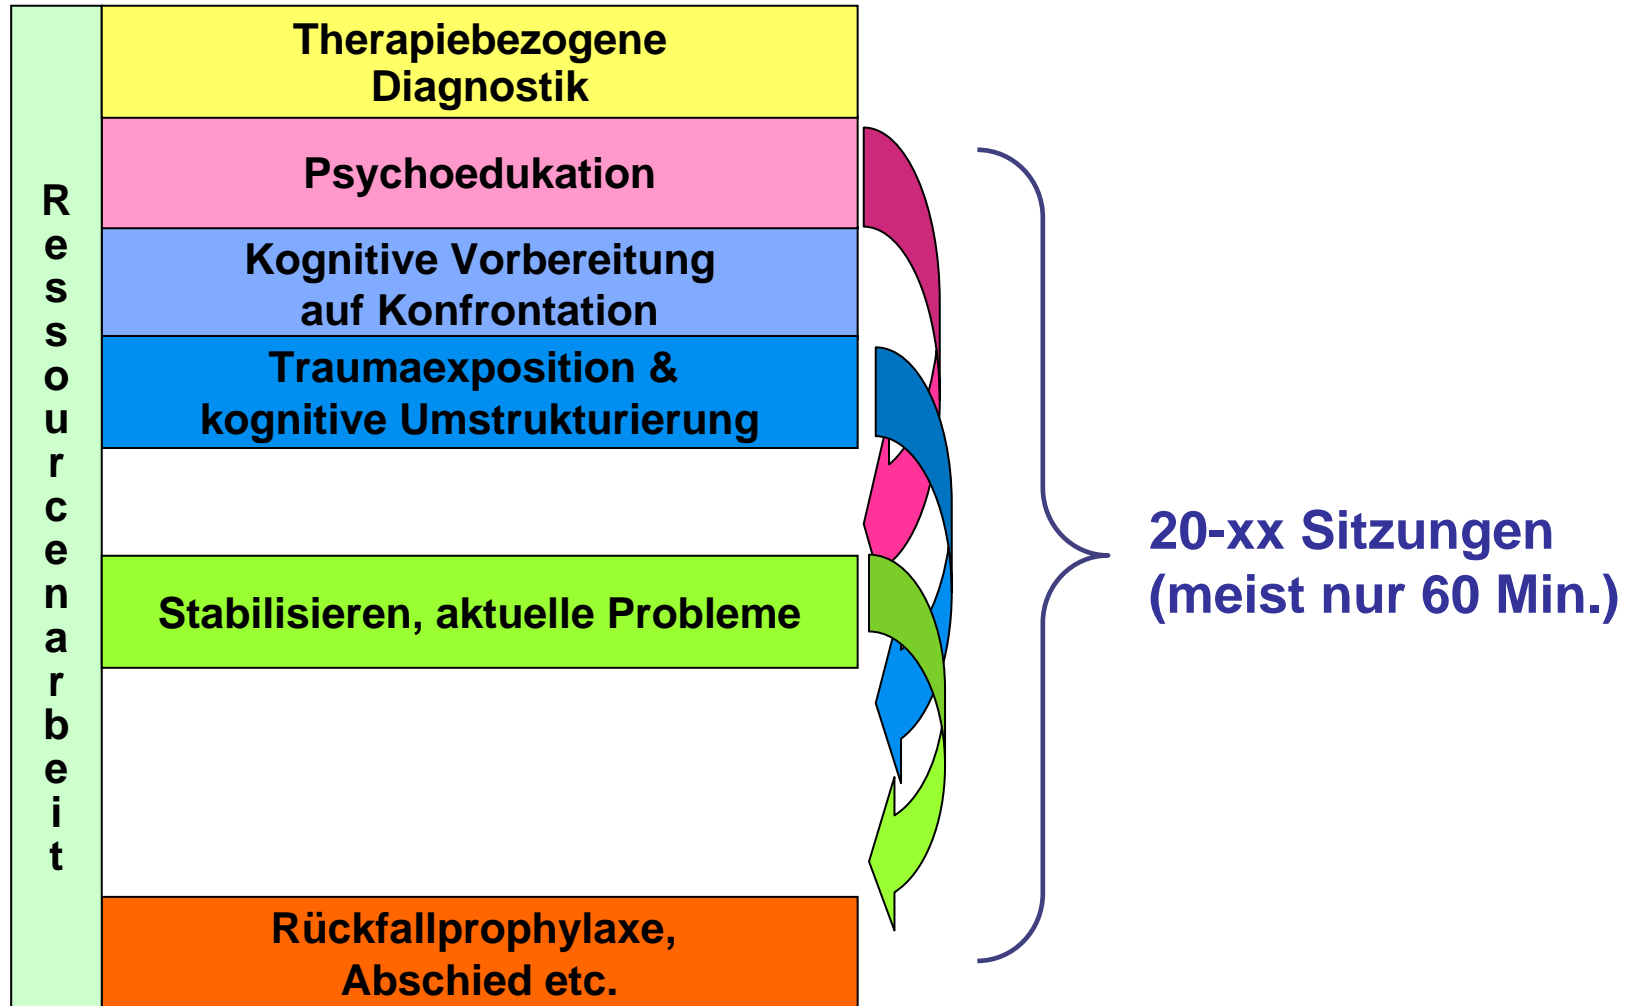 Ressourcenarbeit
Therapiebezogene
Diagnostik
Psychoedukation
Kognitive Vorbereitung
auf Konfrontation
Traumaexposition &
kognitive Umstrukturierung
Stabilisieren, aktuelle Probleme
Rückfallprophylaxe,
Abschied etc.
20-xx Sitzungen
(meist nur 60 Min.)